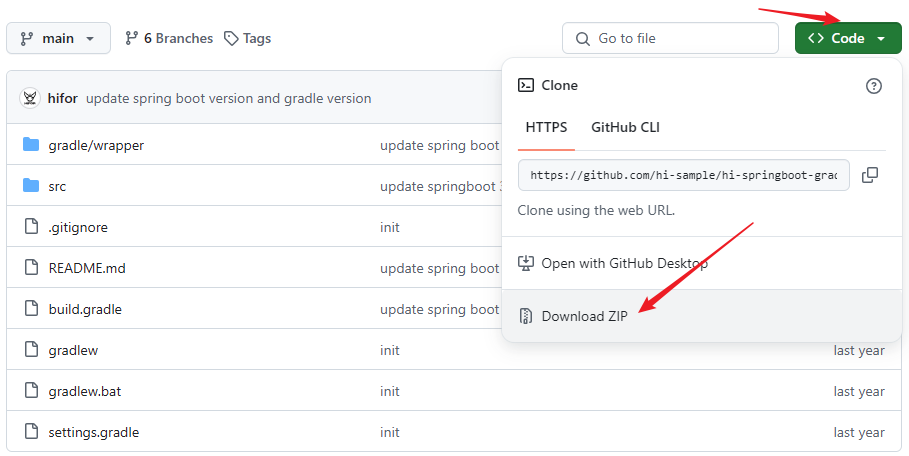 main
6 Branches
Tags
Go to file
Code
hifor update spring boot version and gradle version
Clone
HTTPS
GitHub CLI
https://github.com/hi-sample/hi-springboot-grad
Clone using the web URL.
Open with GitHub Desktop
Download ZIP
gradle/wrapper update spring boot
src update springboot
.gitignore init
README.md update spring boot
build.gradle update spring boot
gradlew init last year
gradlew.bat init last year
settings.gradle init last year